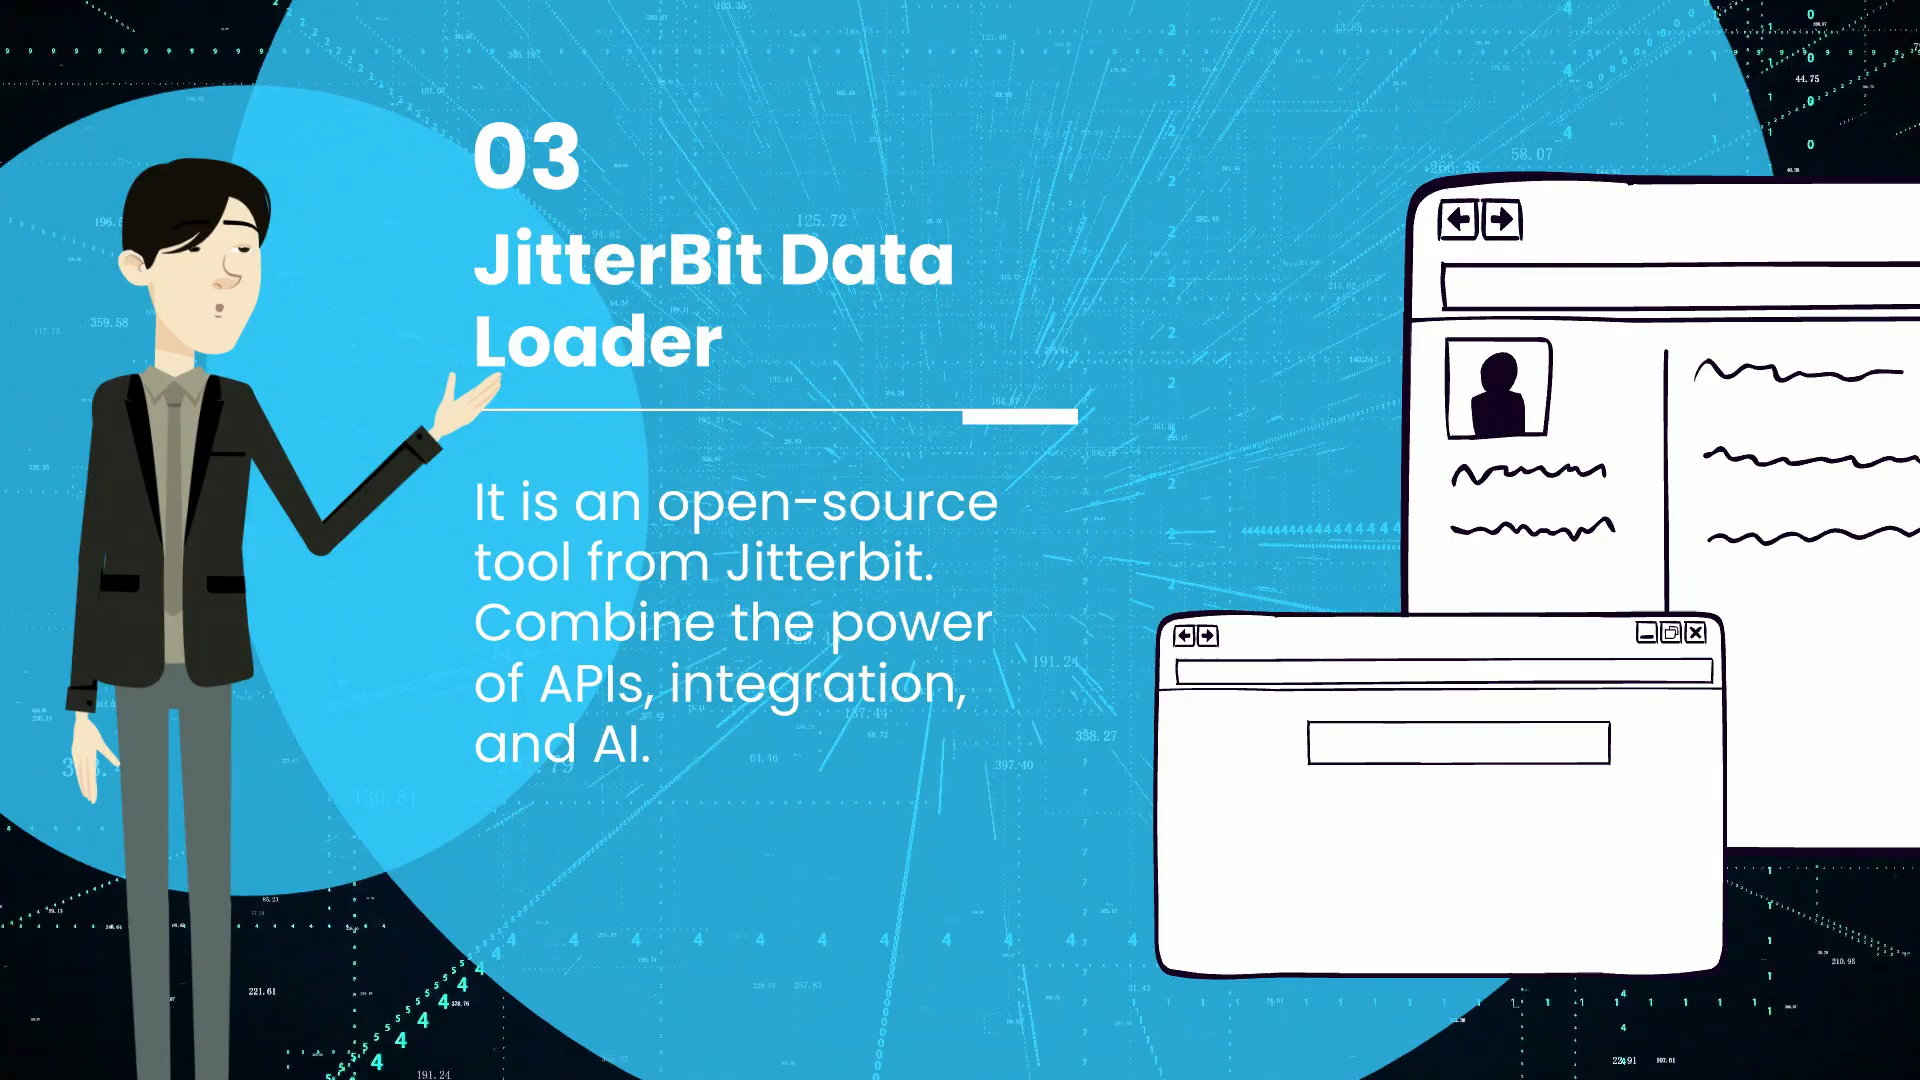 03
JitterBit Data
Loader
It is an open-source
tool from Jitterbit.
Combine the power
of APIs, integration,
and AI.